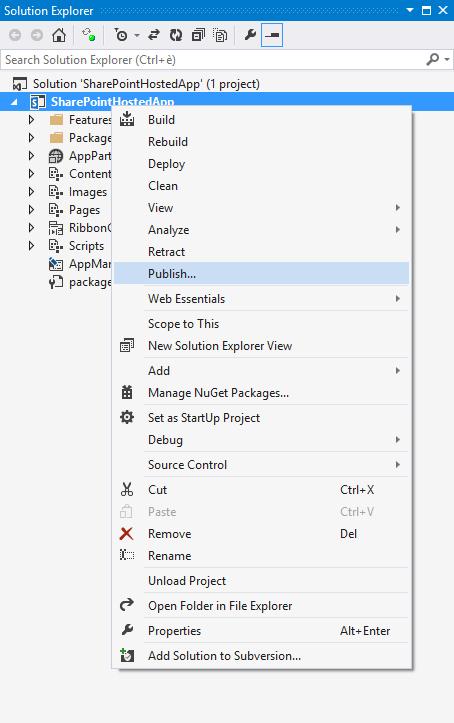 Solution Explorer
Search Solution Explorer (Ctrl+è)
Solution 'SharePointHostedApp' (1 project)
SharePointHostedApp
Features
Package
AppPart
Content
Images
Pages
RibbonC
Scripts
AppMan
package
Build
Rebuild
Deploy
Clean
View
Analyze
Retract
Publish...
Web Essentials
Scope to This
New Solution Explorer View
Add
Manage NuGet Packages...
Set as StartUp Project
Debug
Source Control
Cut Ctrl+X
Paste Ctrl+V
Remove Del
Rename
Unload Project
Open Folder in File Explorer
Properties Alt+Enter
Add Solution to Subversion...